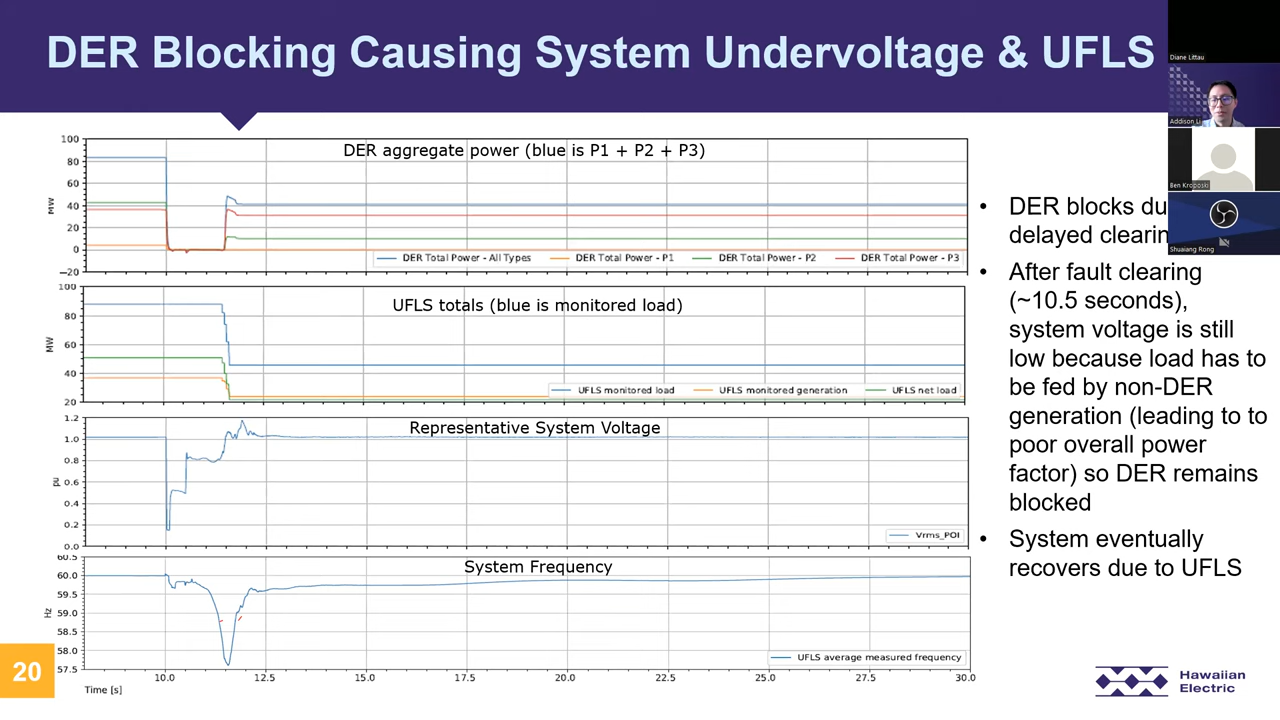 DER Blocking Causing System Undervoltage & UFLS
Diane Littau
Addison Li
Ben Kroposki
Shuaiang Rong
DER aggregate power (blue is P1 + P2 + P3)
MW
100
80
60
40
20
0
−20
DER Total Power - All Types
DER Total Power - P1
DER Total Power - P2
DER Total Power - P3
UFLS totals (blue is monitored load)
MW
100
80
60
40
20
UFLS monitored load
UFLS monitored generation
UFLS net load
Representative System Voltage
pu
1.2
1.0
0.8
0.6
0.4
0.2
0.0
Vrms_POI
System Frequency
Hz
60.5
60.0
59.5
59.0
58.5
58.0
57.5
UFLS average measured frequency
10.0 12.5 15.0 17.5 20.0 22.5 25.0 27.5 30.0
Time [s]
• DER blocks du
delayed clearin
• After fault clearing
(~10.5 seconds),
system voltage is still
low because load has to
be fed by non-DER
generation (leading to to
poor overall power
factor) so DER remains
blocked
• System eventually
recovers due to UFLS
20
Hawaiian
Electric